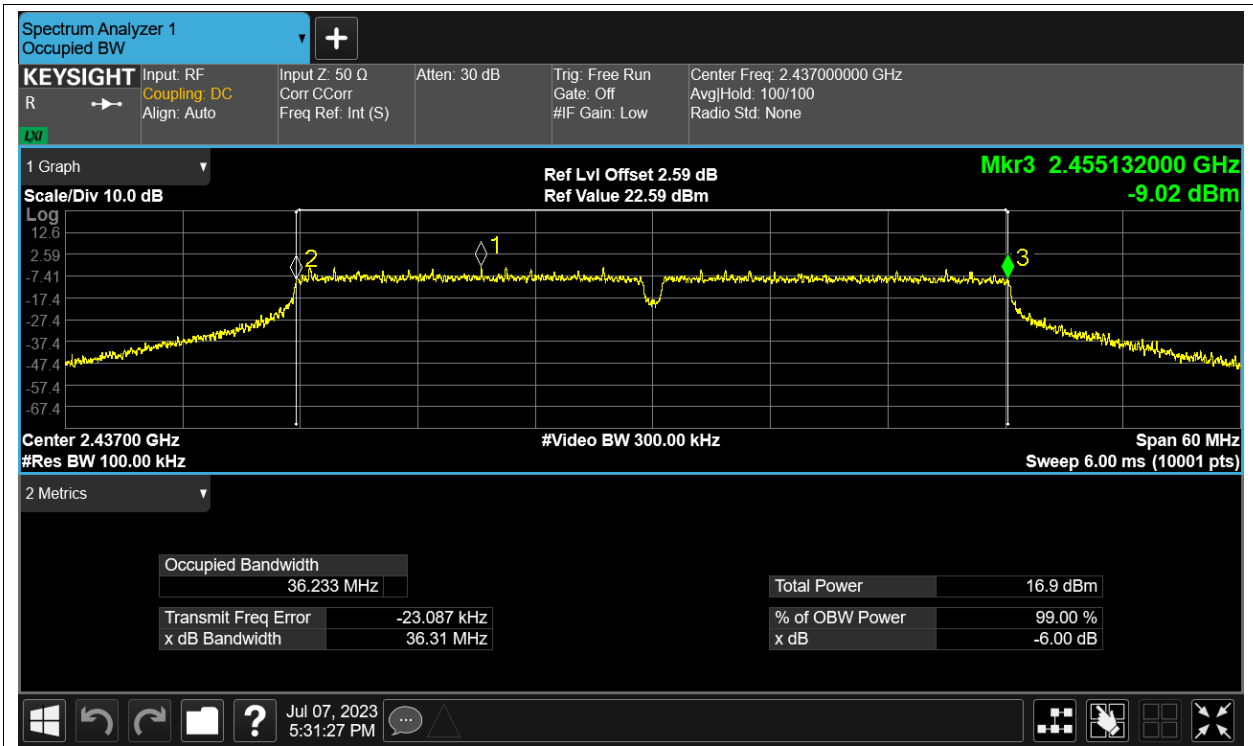 Spectrum Analyzer 1
Occupied BW
▼
+
KEYSIGHT Input: RF Input Z: 50 Ω Atten: 30 dB Trig: Free Run Center Freq: 2.437000000 GHz
R Coupling: DC Corr CCorr Gate: Off Avg|Hold: 100/100
Align: Auto Freq Ref: Int (S) #IF Gain: Low Radio Std: None
LXI
1 Graph ▼
Ref Lvl Offset 2.59 dB Mkr3 2.455132000 GHz
Scale/Div 10.0 dB Ref Value 22.59 dBm -9.02 dBm
Log
12.6
2.59
-7.41
-17.4
-27.4
-37.4
-47.4
-57.4
-67.4
2
1
3
Center 2.43700 GHz #Video BW 300.00 kHz Span 60 MHz
#Res BW 100.00 kHz Sweep 6.00 ms (10001 pts)
2 Metrics ▼
Occupied Bandwidth
36.233 MHz Total Power 16.9 dBm
Transmit Freq Error -23.087 kHz % of OBW Power 99.00 %
x dB Bandwidth 36.31 MHz x dB -6.00 dB
? Jul 07, 2023
5:31:27 PM